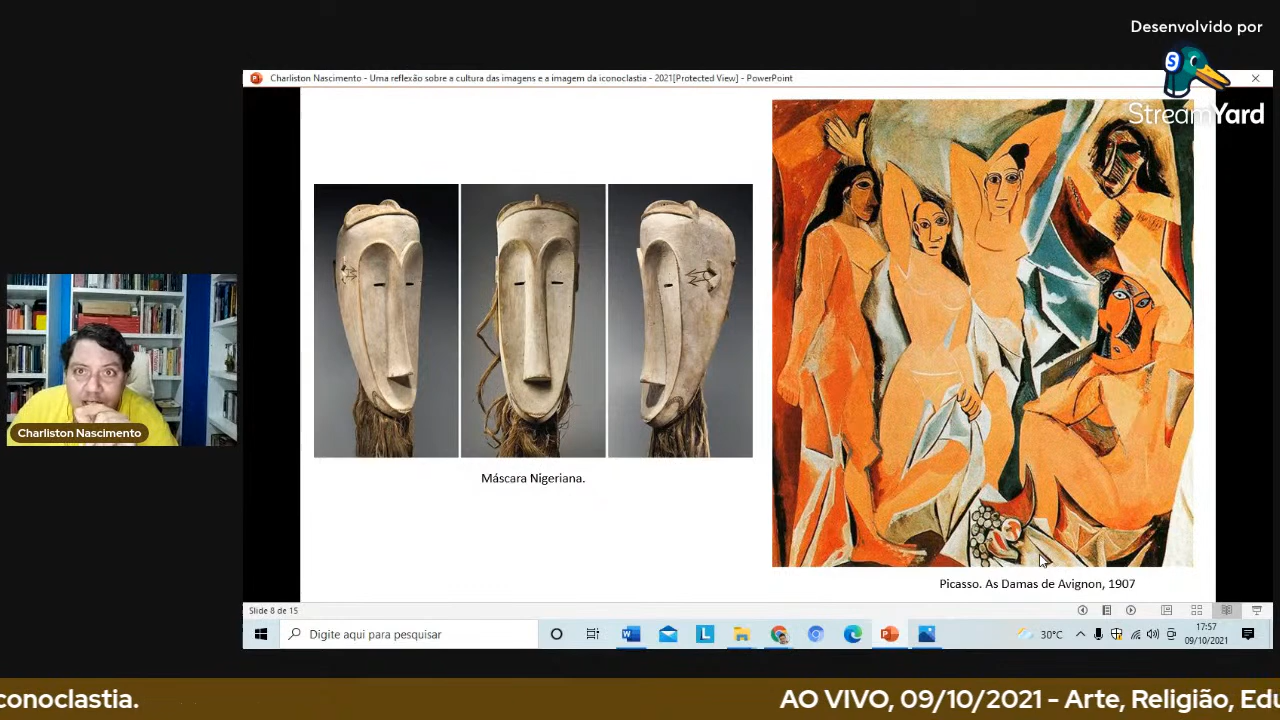 Desenvolvido por
StreamYard
Charliston Nascimento - Uma reflexão sobre a cultura das imagens e a imagem da iconoclastia - 2021[Protected View] - PowerPoint
Máscara Nigeriana.
Picasso. As Damas de Avignon, 1907
Charliston Nascimento
Slide 8 de 15
Digite aqui para pesquisar
30°C
17:57
09/10/2021
conoclastia.
AO VIVO, 09/10/2021 - Arte, Religião, Edu